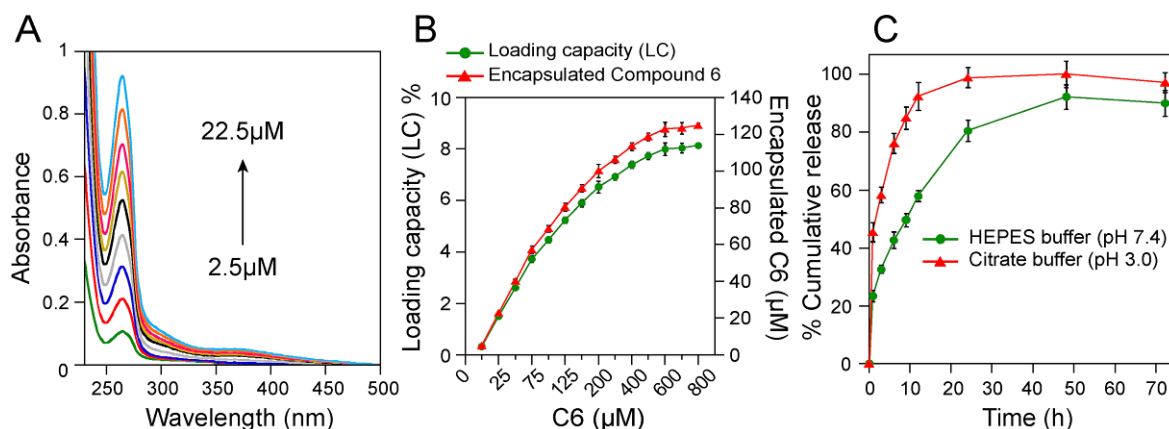 A
1
0.8
0.6
0.4
0.2
0
Absorbance
22.5µM
2.5µM
250 300 350 400 450 500
Wavelength (nm)
B
Loading capacity (LC)
Encapsulated Compound 6
10
8
6
4
2
0
Loading capacity (LC) %
140
120
100
80
60
40
20
0
Encapsulated C6 (µM)
0 25 75 125 200 400 600 800
C6 (µM)
C
100
80
60
40
20
0
% Cumulative release
HEPES buffer (pH 7.4)
Citrate buffer (pH 3.0)
0 10 20 30 40 50 60 70
Time (h)